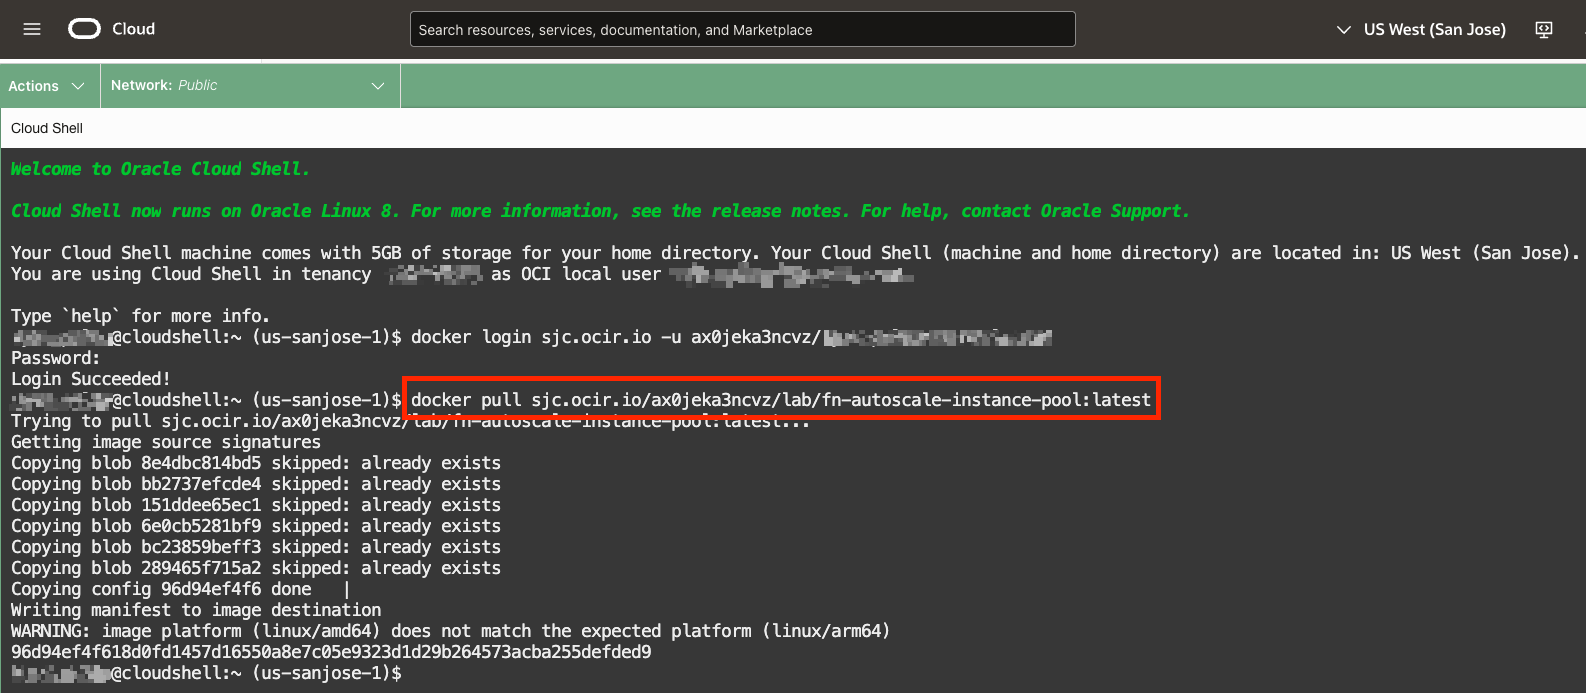 Cloud
Search resources, services, documentation, and Marketplace
US West (San Jose)
Actions
Network: Public
Cloud Shell
Welcome to Oracle Cloud Shell.
Cloud Shell now runs on Oracle Linux 8. For more information, see the release notes. For help, contact Oracle Support.
Your Cloud Shell machine comes with 5GB of storage for your home directory. Your Cloud Shell (machine and home directory) are located in: US West (San Jose).
You are using Cloud Shell in tenancy as OCI local user
Type `help` for more info.
@cloudshell:~ (us-sanjose-1)$ docker login sjc.ocir.io -u ax0jeka3ncvz/
Password:
Login Succeeded!
@cloudshell:~ (us-sanjose-1)$ docker pull sjc.ocir.io/ax0jeka3ncvz/lab/fn-autoscale-instance-pool:latest
Trying to pull sjc.ocir.io/ax0jeka3ncvz/lab/fn-autoscale-instance-pool:latest...
Getting image source signatures
Copying blob 8e4dbc814bd5 skipped: already exists
Copying blob bb2737efcde4 skipped: already exists
Copying blob 151ddee65ec1 skipped: already exists
Copying blob 6e0cb5281bf9 skipped: already exists
Copying blob bc23859beff3 skipped: already exists
Copying blob 289465f715a2 skipped: already exists
Copying config 96d94ef4f6 done   |
Writing manifest to image destination
WARNING: image platform (linux/amd64) does not match the expected platform (linux/arm64)
96d94ef4f618d0fd1457d16550a8e7c05e9323d1d29b264573acba255defded9
@cloudshell:~ (us-sanjose-1)$